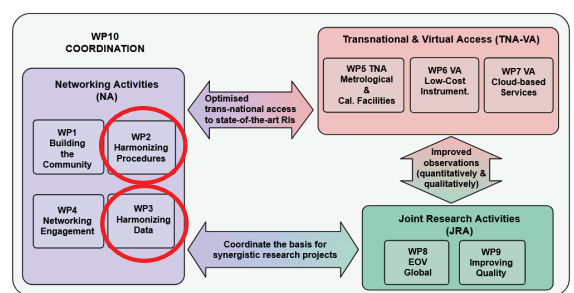 WP10
COORDINATION
Networking Activities
(NA)
WP1
Building
the
Community
WP2
Harmonizing
Procedures
WP4
Networking
Engagement
WP3
Harmonizing
Data
Optimised
trans-national access
to state-of-the-art RIs
Transnational & Virtual Access (TNA-VA)
WP5 TNA
Metrological
&
Cal. Facilities
WP6 VA
Low-Cost
Instrument.
WP7 VA
Cloud-based
Services
Improved
observations
(quantitatively &
qualitatively)
Coordinate the basis for
synergistic research projects
Joint Research Activities
(JRA)
WP8
EOV
Global
WP9
Improving
Quality